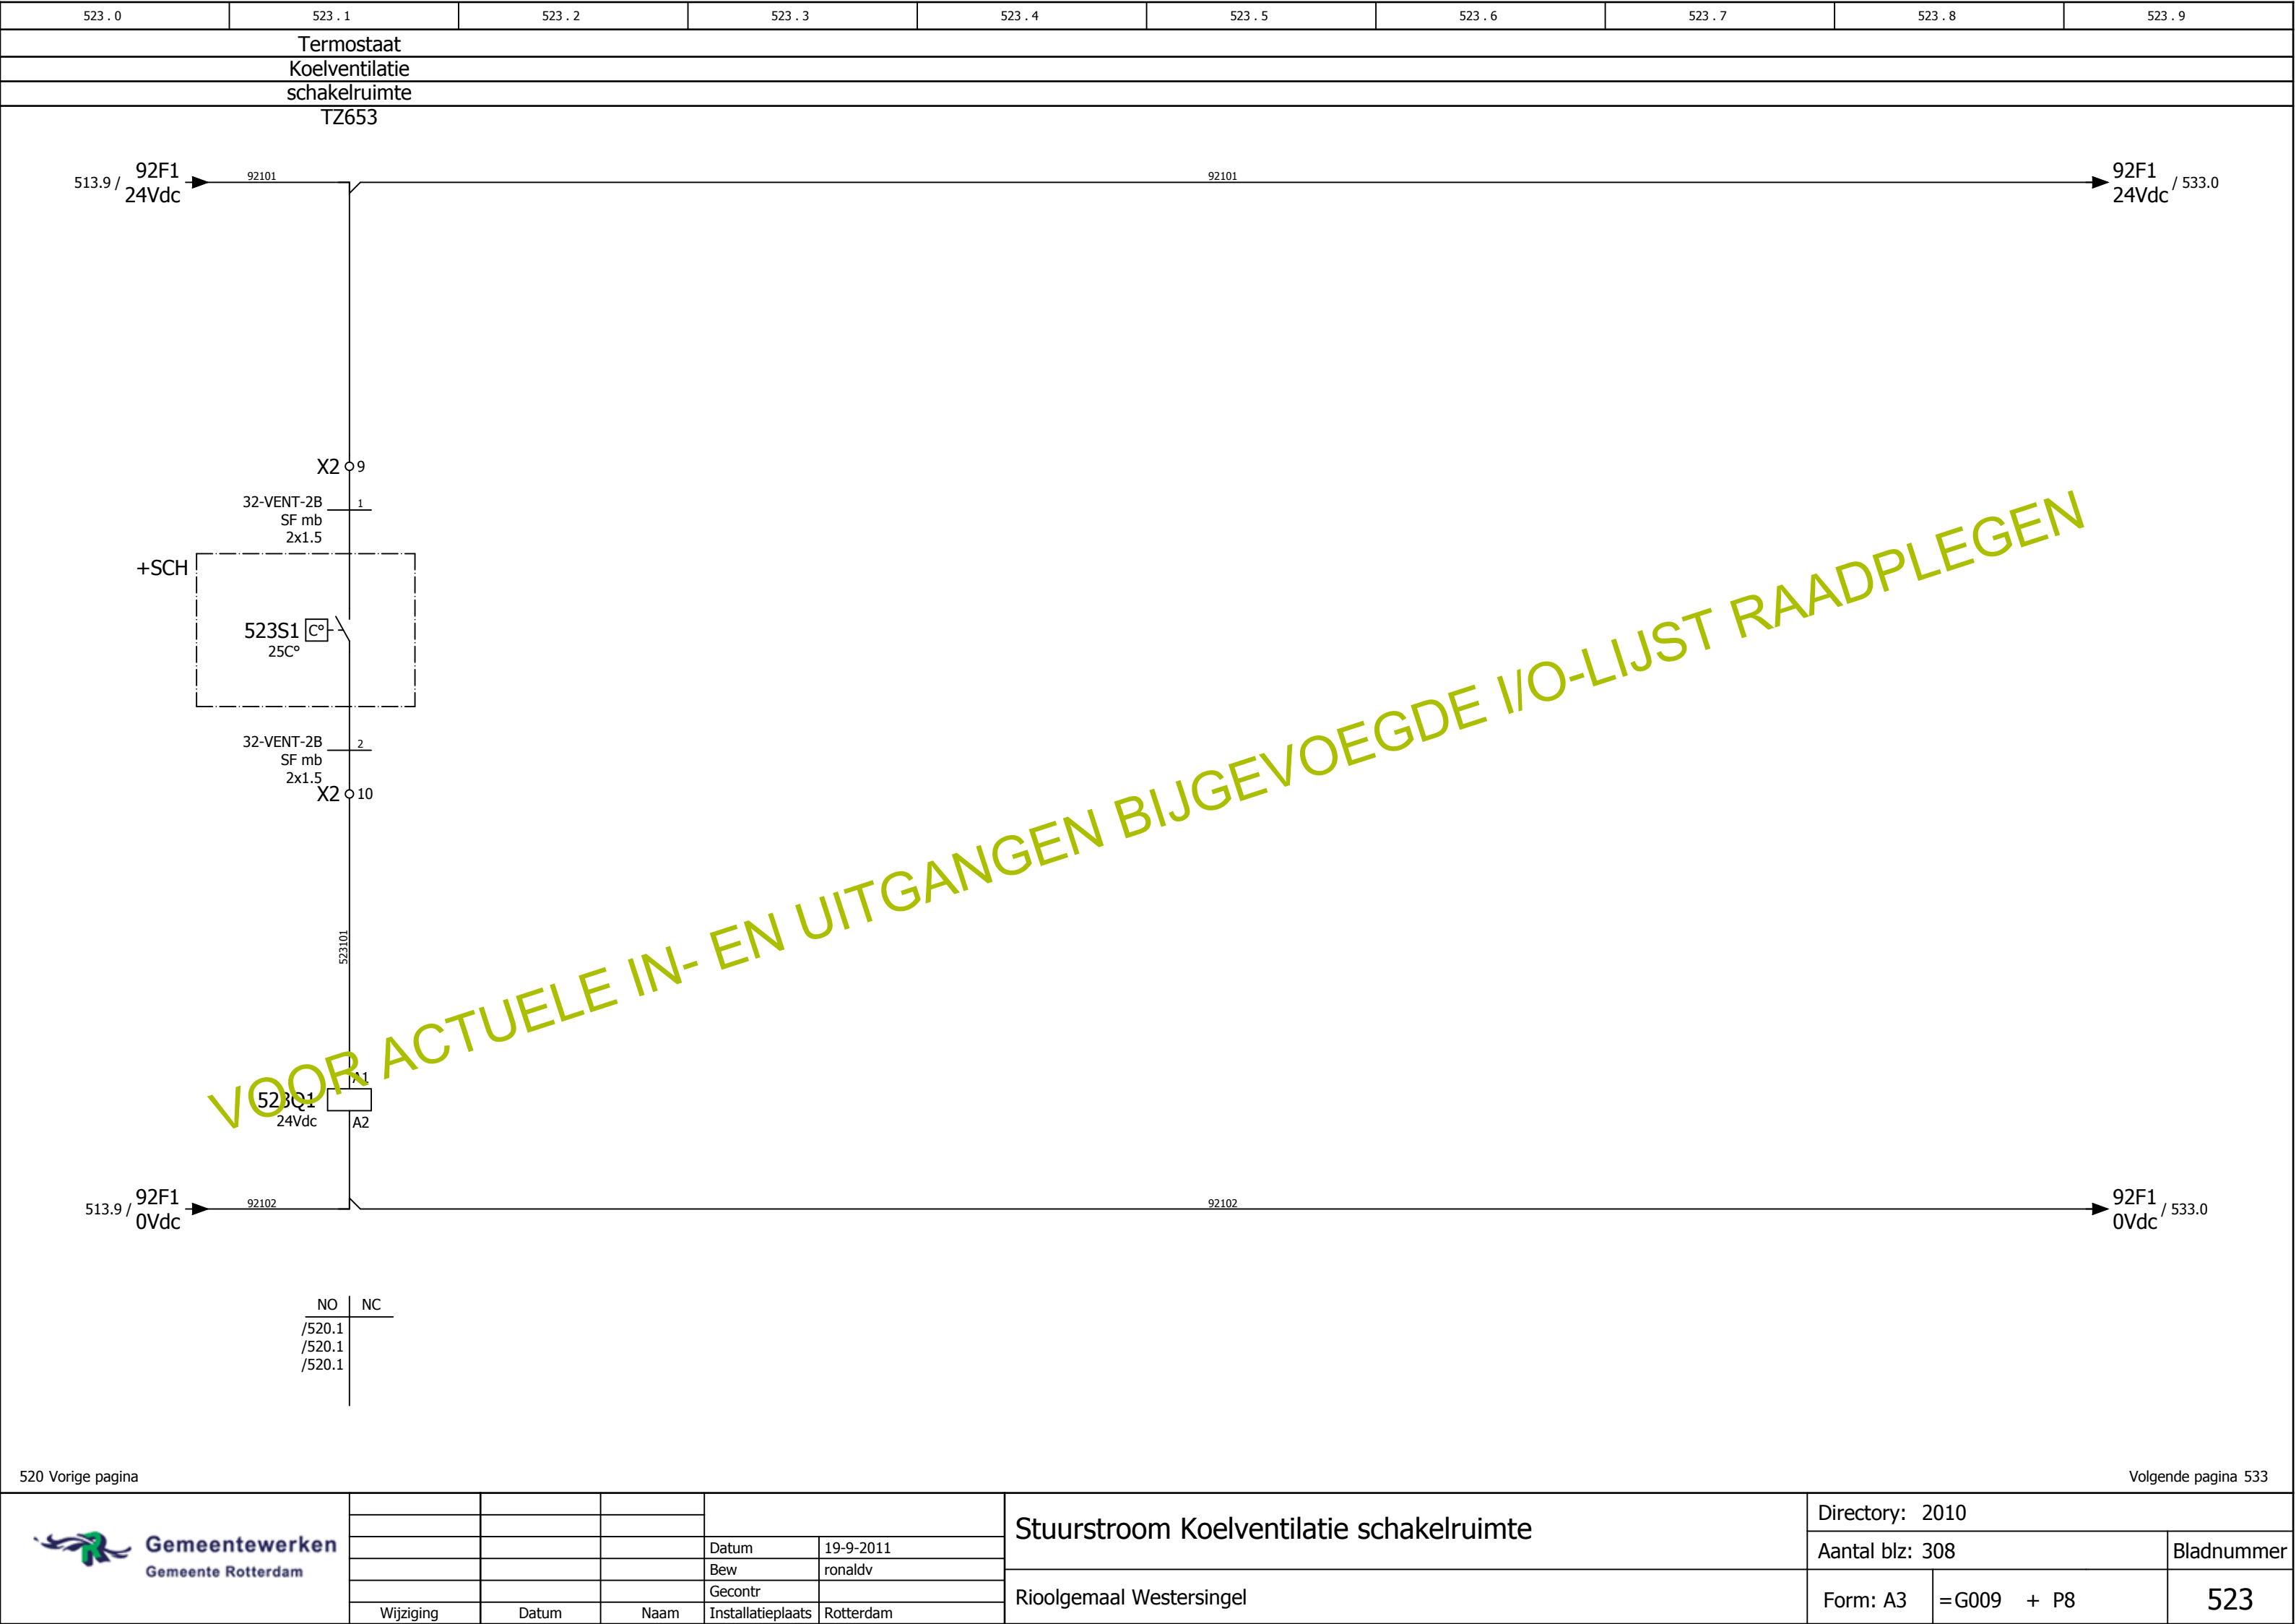 523 . 0 523 . 1 523 . 2 523 . 3 523 . 4 523 . 5 523 . 6 523 . 7 523 . 8 523 . 9
Termostaat
Koelventilatie
schakelruimte
TZ653
513.9 / 92F1 24Vdc 92101 92101 92F1 24Vdc / 533.0
X2 9
32-VENT-2B 1
SF mb
2x1.5
+SCH
523S1 C°
25C°
32-VENT-2B 2
SF mb
2x1.5
X2 10
523101
VOOR ACTUELE IN- EN UITGANGEN BIJGEVOEGDE I/O-LIJST RAADPLEGEN
A1
523Q1
24Vdc A2
513.9 / 92F1 0Vdc 92102 92102 92F1 0Vdc / 533.0
NO NC
/520.1
/520.1
/520.1
520 Vorige pagina Volgende pagina 533
Gemeentewerken
Gemeente Rotterdam
Wijziging Datum Naam
Datum 19-9-2011
Bew ronaldv
Gecontr
Installatieplaats Rotterdam
Stuurstroom Koelventilatie schakelruimte
Rioolgemaal Westersingel
Directory: 2010
Aantal blz: 308 Bladnummer
Form: A3 =G009 + P8 523